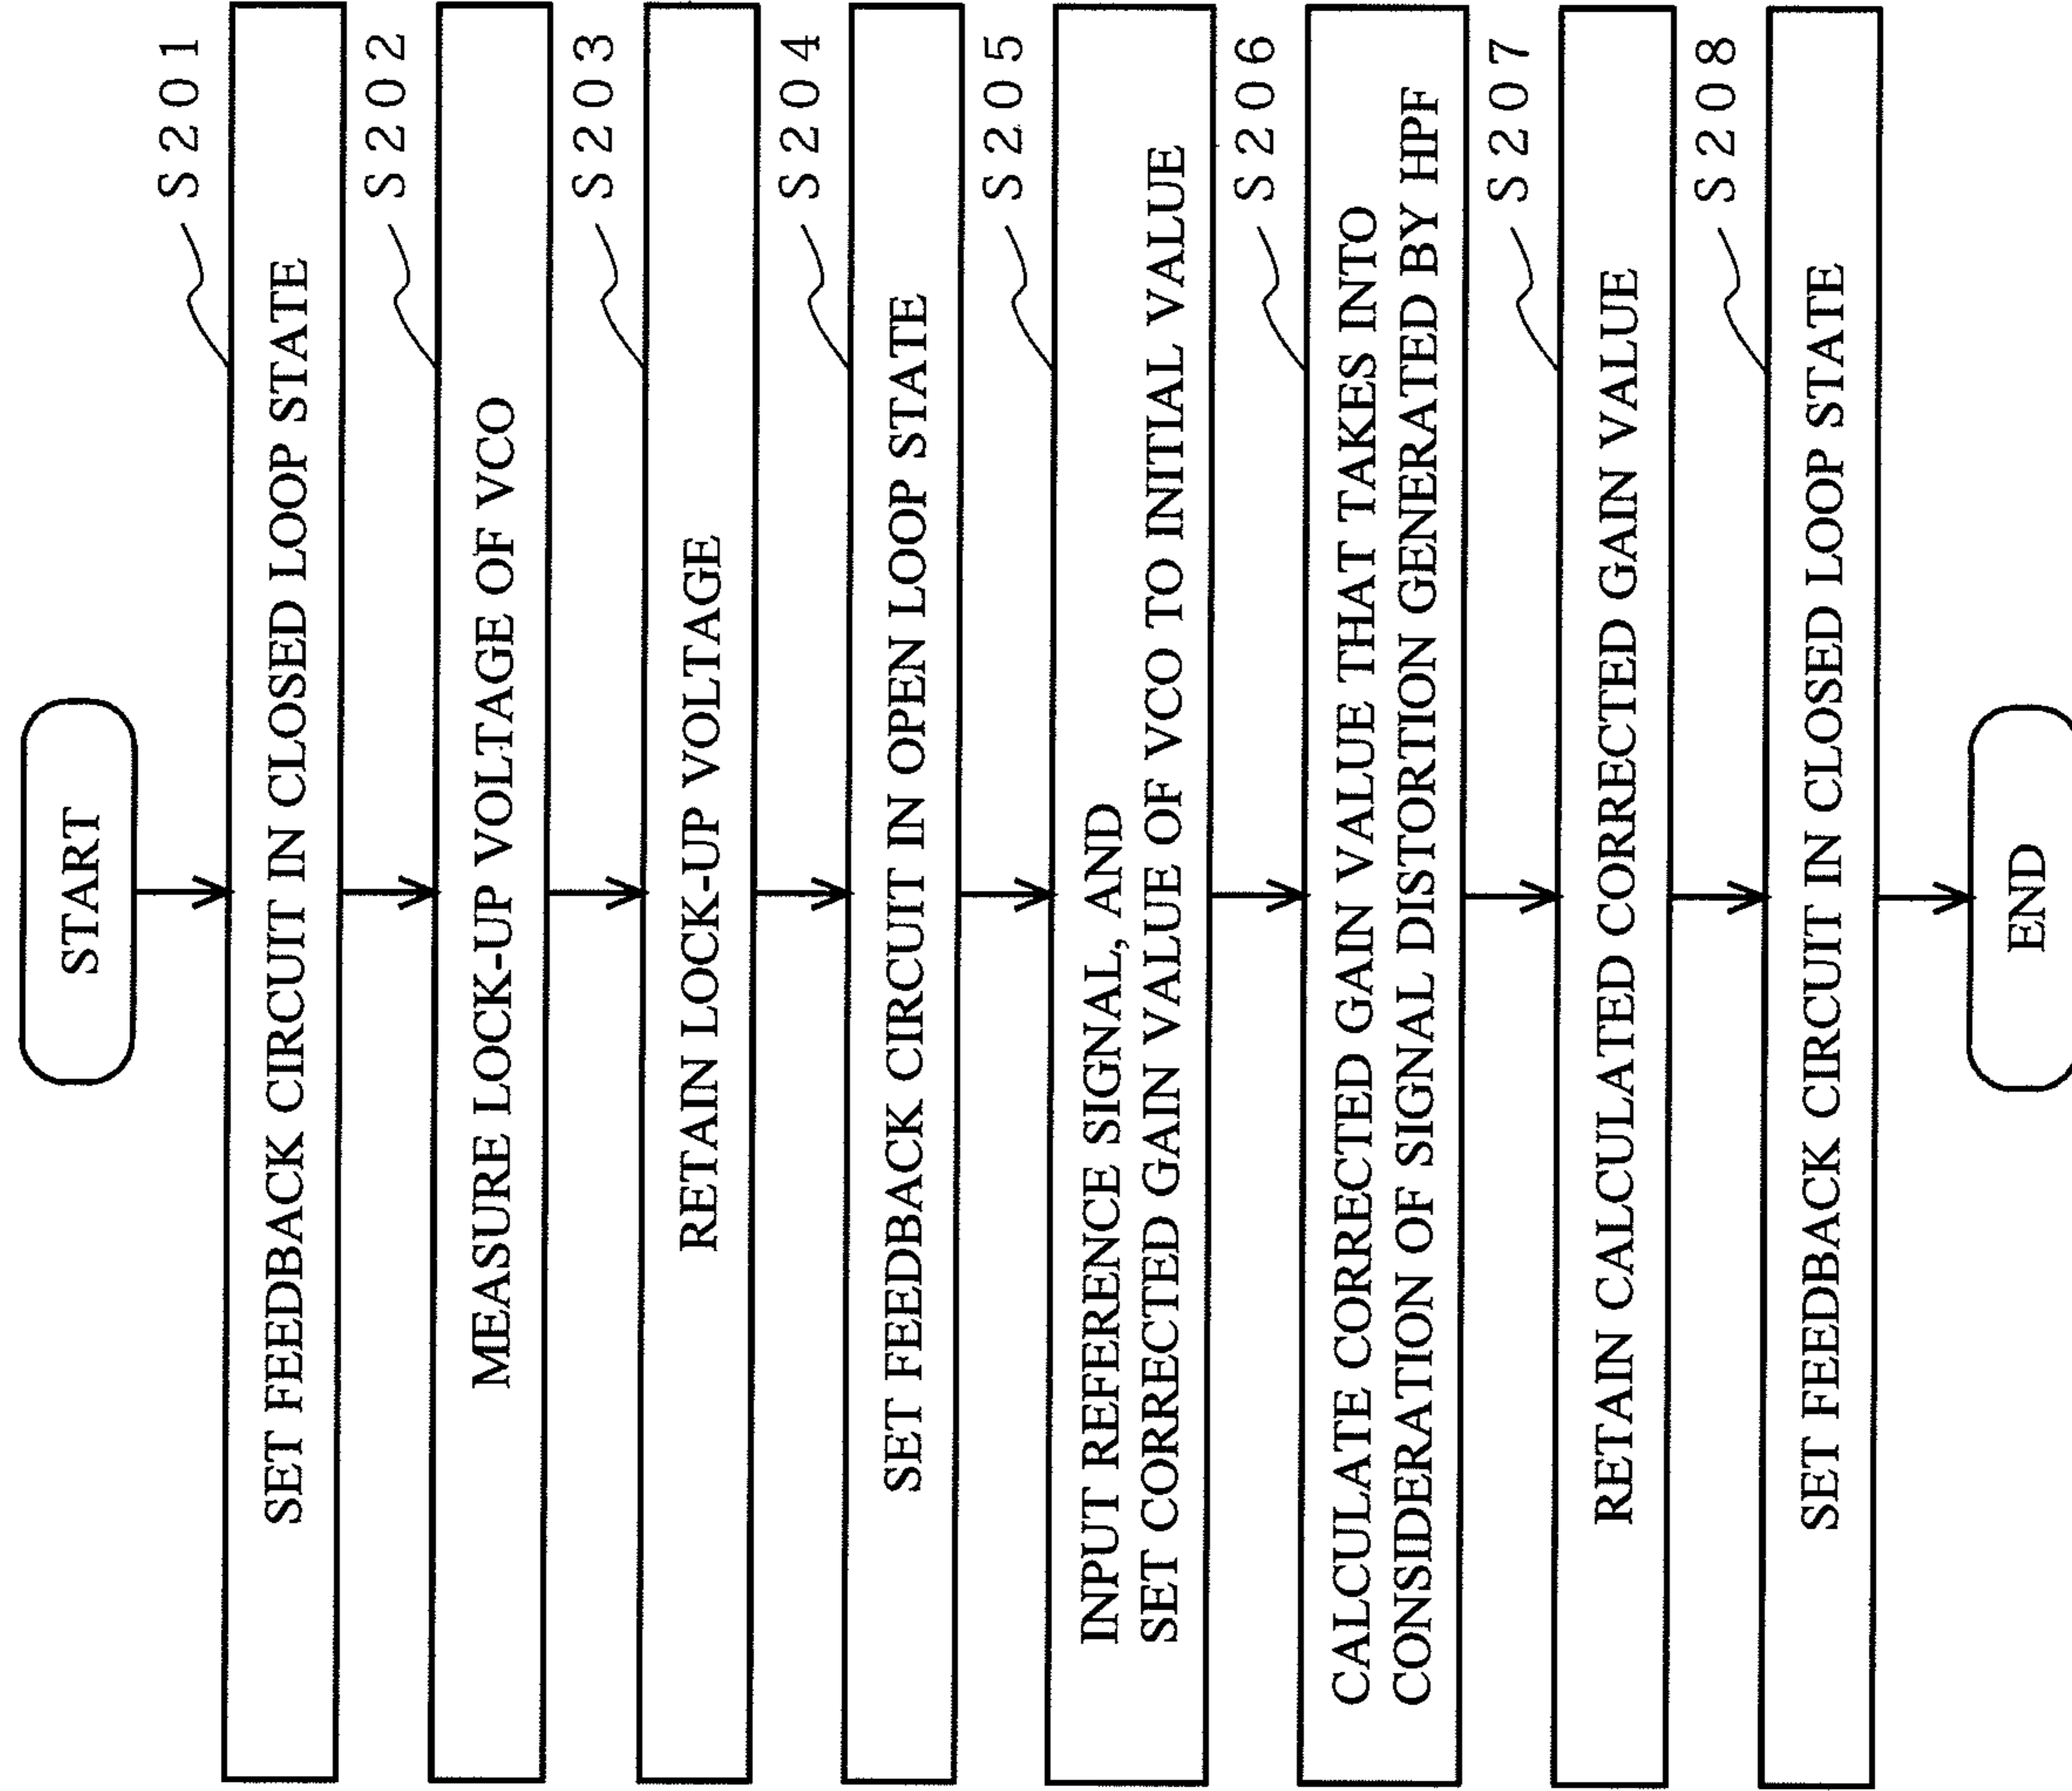 START
S201
SET FEEDBACK CIRCUIT IN CLOSED LOOP STATE
S202
MEASURE LOCK-UP VOLTAGE OF VCO
S203
RETAIN LOCK-UP VOLTAGE
S204
SET FEEDBACK CIRCUIT IN OPEN LOOP STATE
S205
INPUT REFERENCE SIGNAL, AND
SET CORRECTED GAIN VALUE OF VCO TO INITIAL VALUE
S206
CALCULATE CORRECTED GAIN VALUE THAT TAKES INTO
CONSIDERATION OF SIGNAL DISTORTION GENERATED BY HPF
S207
RETAIN CALCULATED CORRECTED GAIN VALUE
S208
SET FEEDBACK CIRCUIT IN CLOSED LOOP STATE
END